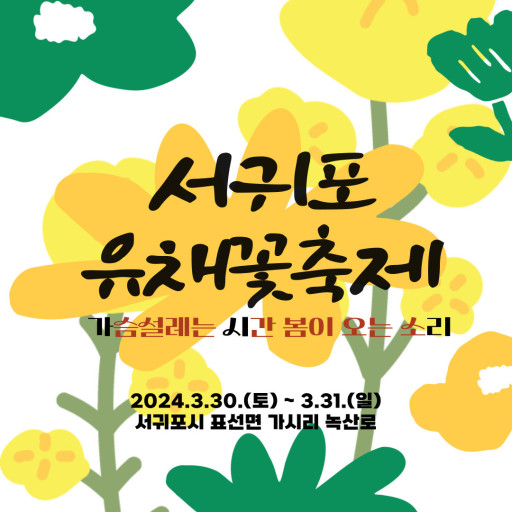 서귀포
유채꽃축제
가슴설레는 시간 봄이 오는 소리
2024.3.30.(토) ~ 3.31.(일)
서귀포시 표선면 가시리 녹산로